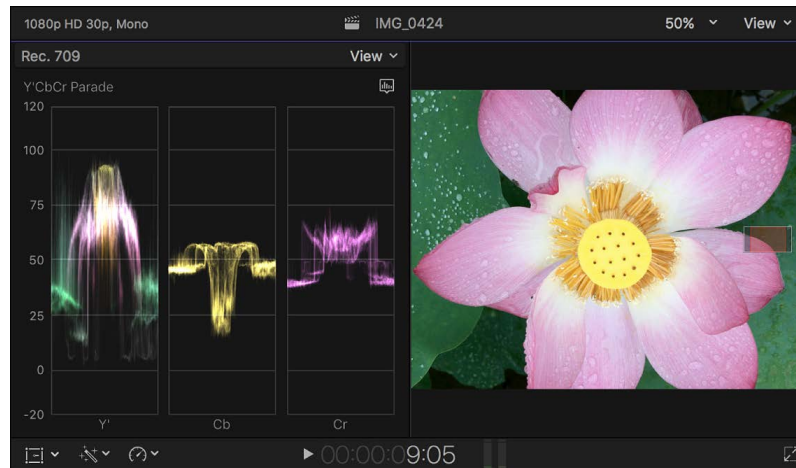 1080p HD 30p, Mono IMG_0424 50% View
Rec. 709 View
Y'CbCr Parade
120
100
75
50
25
0
-20
Y' Cb Cr
00:00:09:05